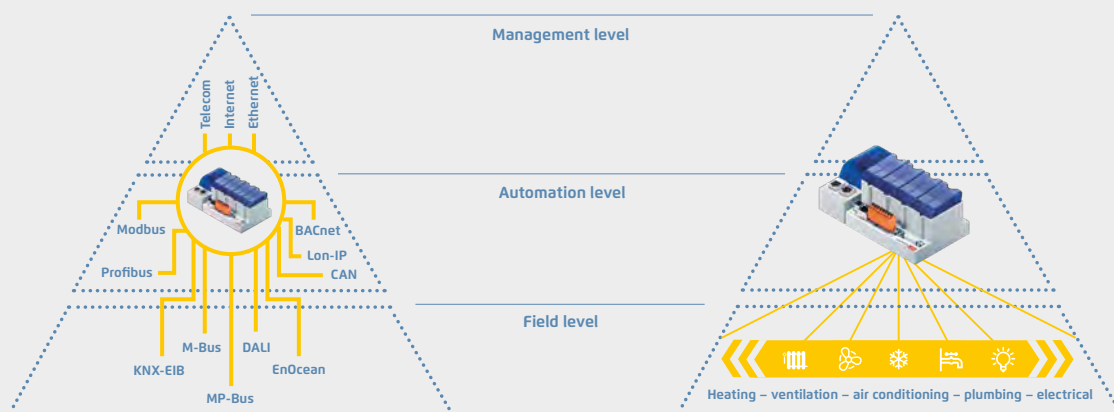 Management level
Telecom
Internet
Ethernet
Automation level
Modbus
BACnet
Lon-IP
Profibus
CAN
Field level
M-Bus
DALI
KNX-EIB
EnOcean
MP-Bus
Heating – ventilation – air conditioning – plumbing – electrical